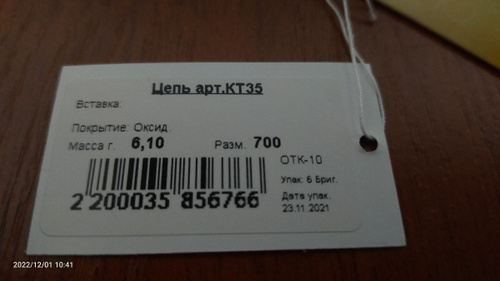 Цепь арт.КТ35
Вставка:
Покрытие: Оксид.
Масса г. 6,10 Разм. 700
ОТК-10
Упак: 6 Бриг.
Дата упак.
23.11.2021
2 200035 856766
2022/12/01 10:41